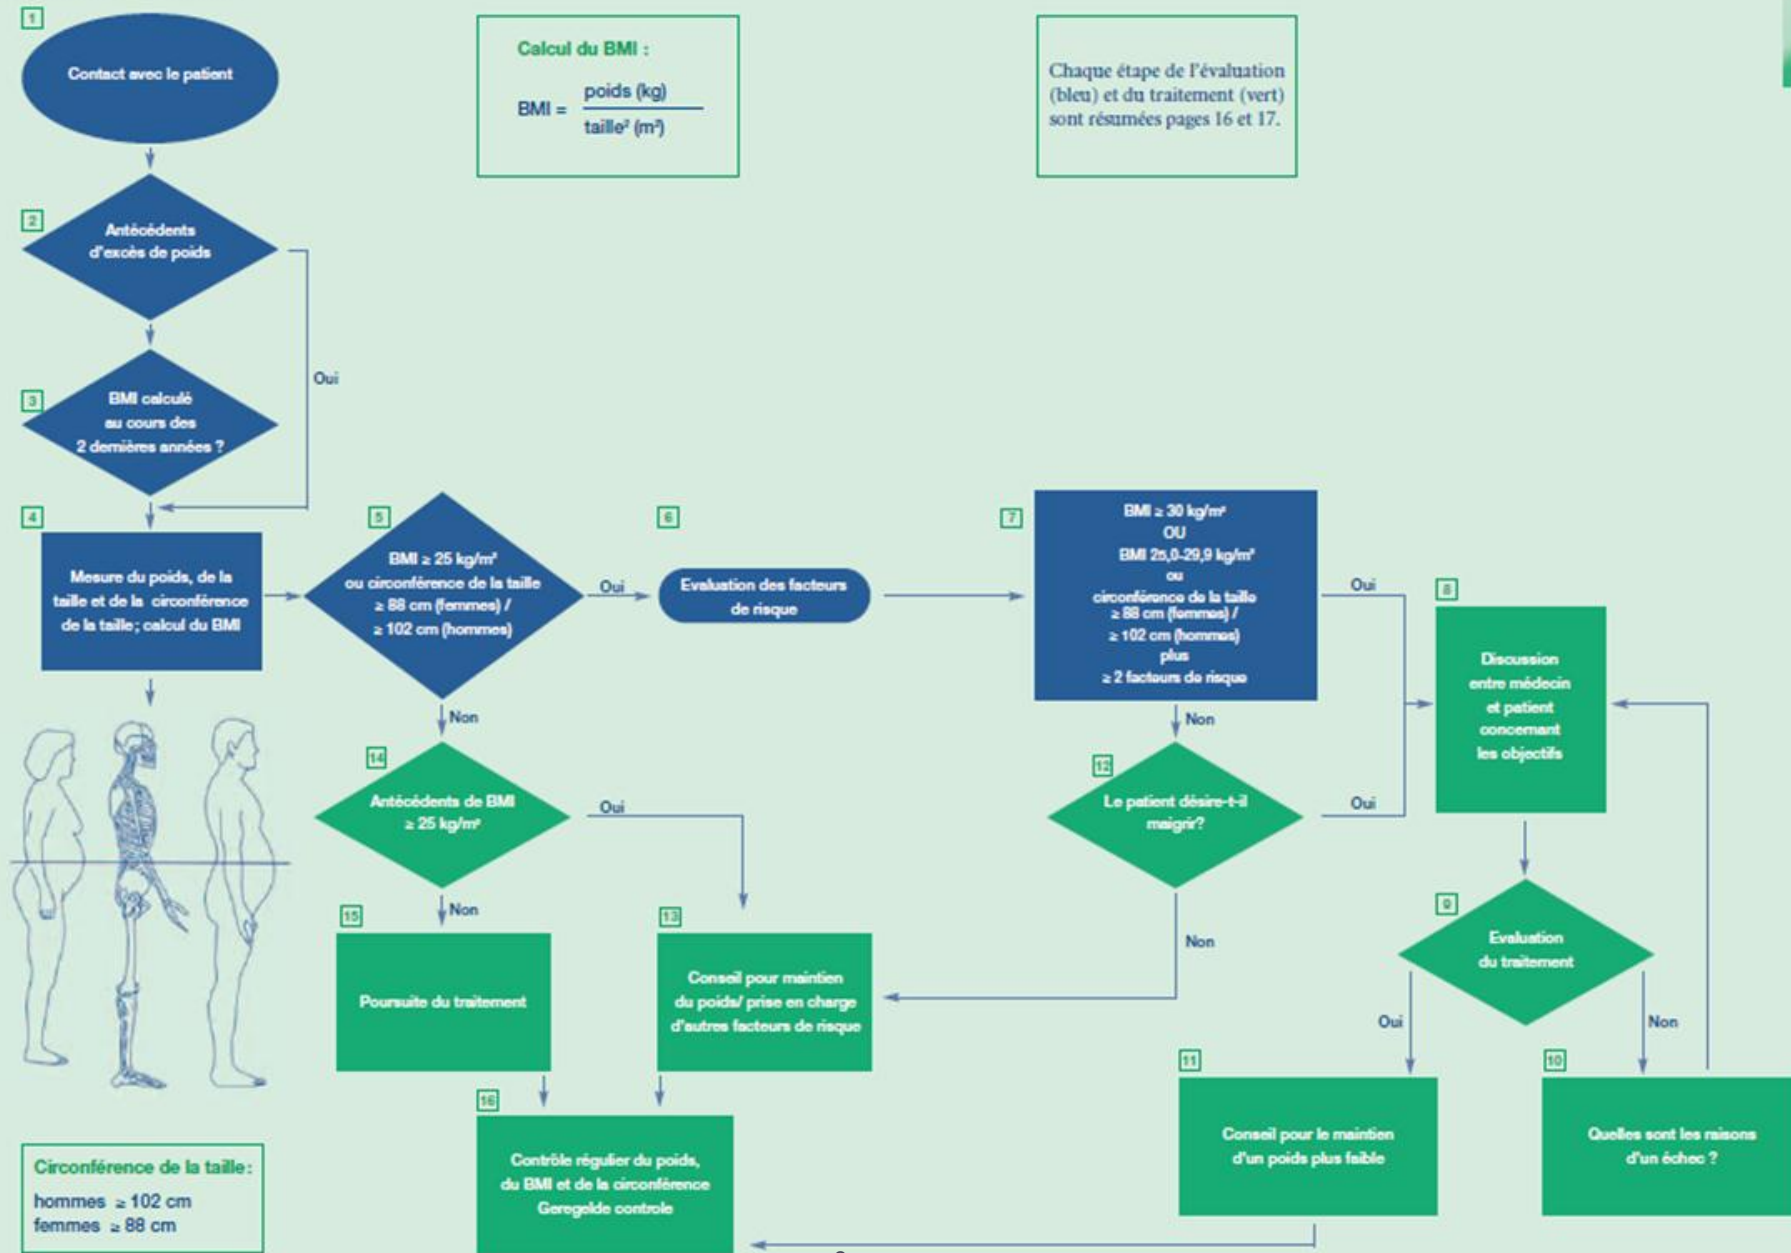 1
Contact avec le patient
Calcul du BMI :
BMI =
poids (kg)
taille² (m²)
Chaque étape de l'évaluation
(bleu) et du traitement (vert)
sont résumées pages 16 et 17.
2
Antécédents
d'excès de poids
Oui
3
BMI calculé
au cours des
2 dernières années ?
4
Mesure du poids, de la
taille et de la circonférence
de la taille; calcul du BMI
5
BMI ≥ 25 kg/m²
ou circonférence de la taille
≥ 88 cm (femmes) /
≥ 102 cm (hommes)
Oui
Non
6
Evaluation des facteurs
de risque
7
BMI ≥ 30 kg/m²
OU
BMI 25,0-29,9 kg/m²
ou
circonférence de la taille
≥ 88 cm (femmes) /
≥ 102 cm (hommes)
plus
≥ 2 facteurs de risque
Oui
Non
8
Discussion
entre médecin
et patient
concernant
les objectifs
14
Antécédents de BMI
≥ 25 kg/m²
Oui
Non
12
Le patient désire-t-il
maigrir?
Oui
Non
9
Evaluation
du traitement
Oui
Non
15
Poursuite du traitement
13
Conseil pour maintien
du poids/ prise en charge
d'autres facteurs de risque
11
Conseil pour le maintien
d'un poids plus faible
10
Quelles sont les raisons
d'un échec ?
16
Contrôle régulier du poids,
du BMI et de la circonférence
Geregelde controle
Circonférence de la taille:
hommes ≥ 102 cm
femmes ≥ 88 cm